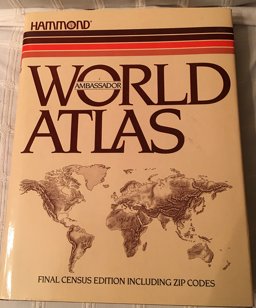 HAMMOND
WORLD
AMBASSADOR
ATLAS
FINAL CENSUS EDITION INCLUDING ZIP CODES